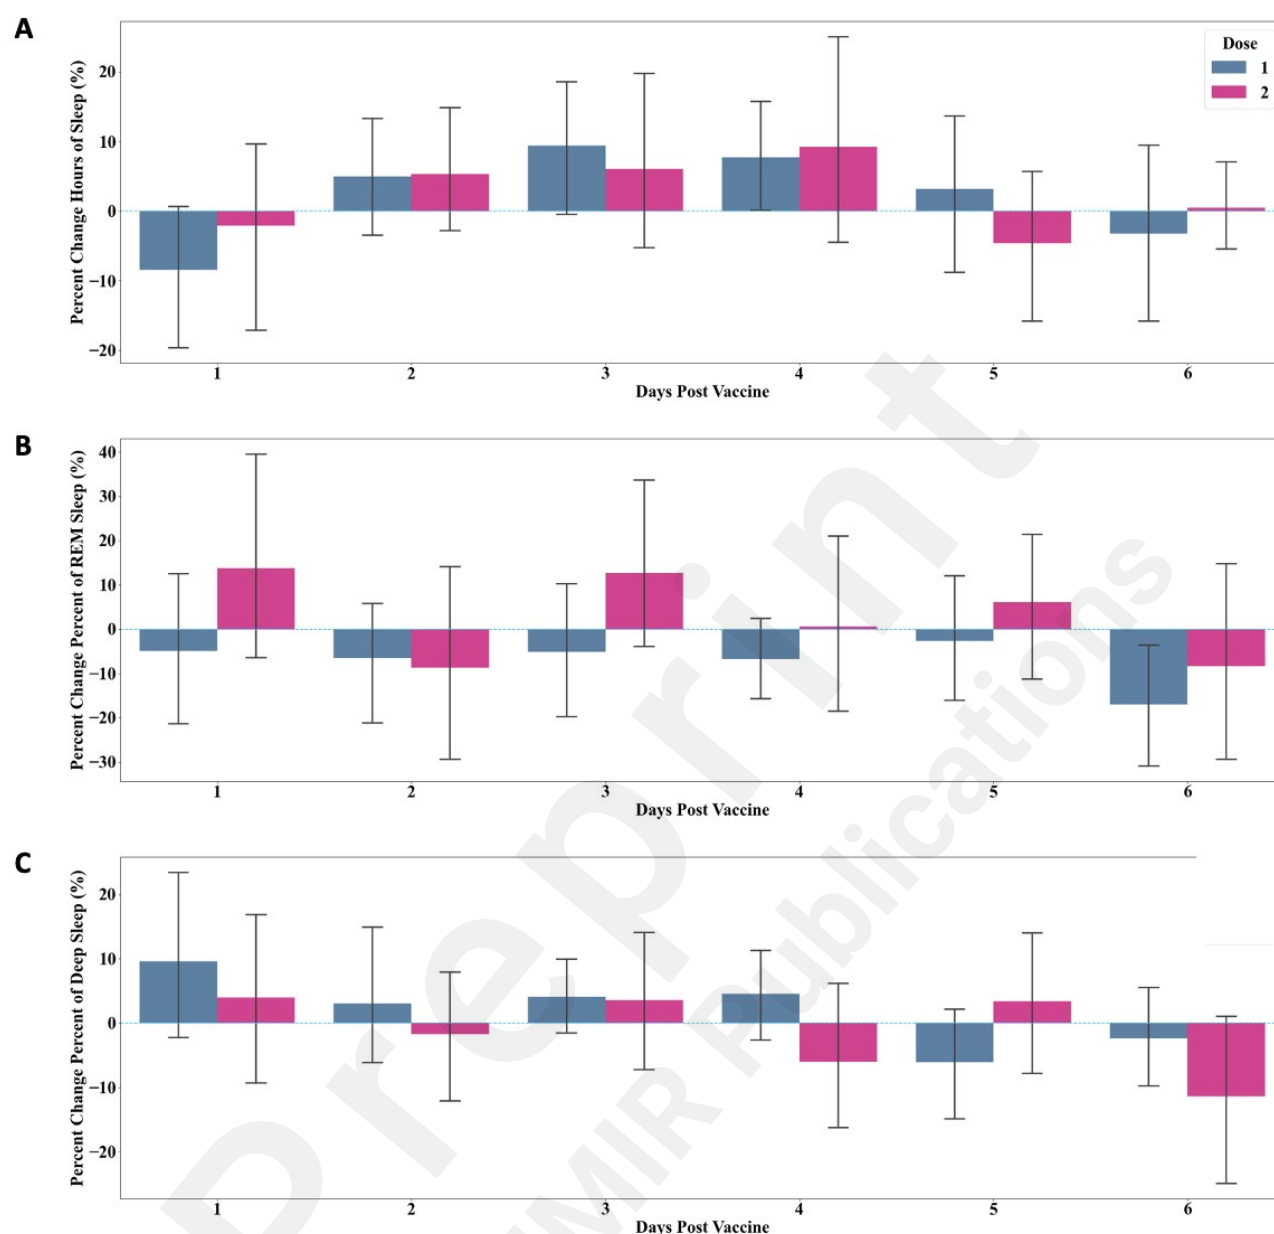 A
Percent Change Hours of Sleep (%)
20
10
0
−10
−20
Dose
1
2
1 2 3 4 5 6
Days Post Vaccine
B
Percent Change Percent of REM Sleep (%)
40
30
20
10
0
−10
−20
−30
1 2 3 4 5 6
Days Post Vaccine
C
Percent Change Percent of Deep Sleep (%)
20
10
0
−10
−20
1 2 3 4 5 6
Days Post Vaccine
Preprint
JMIR Publications